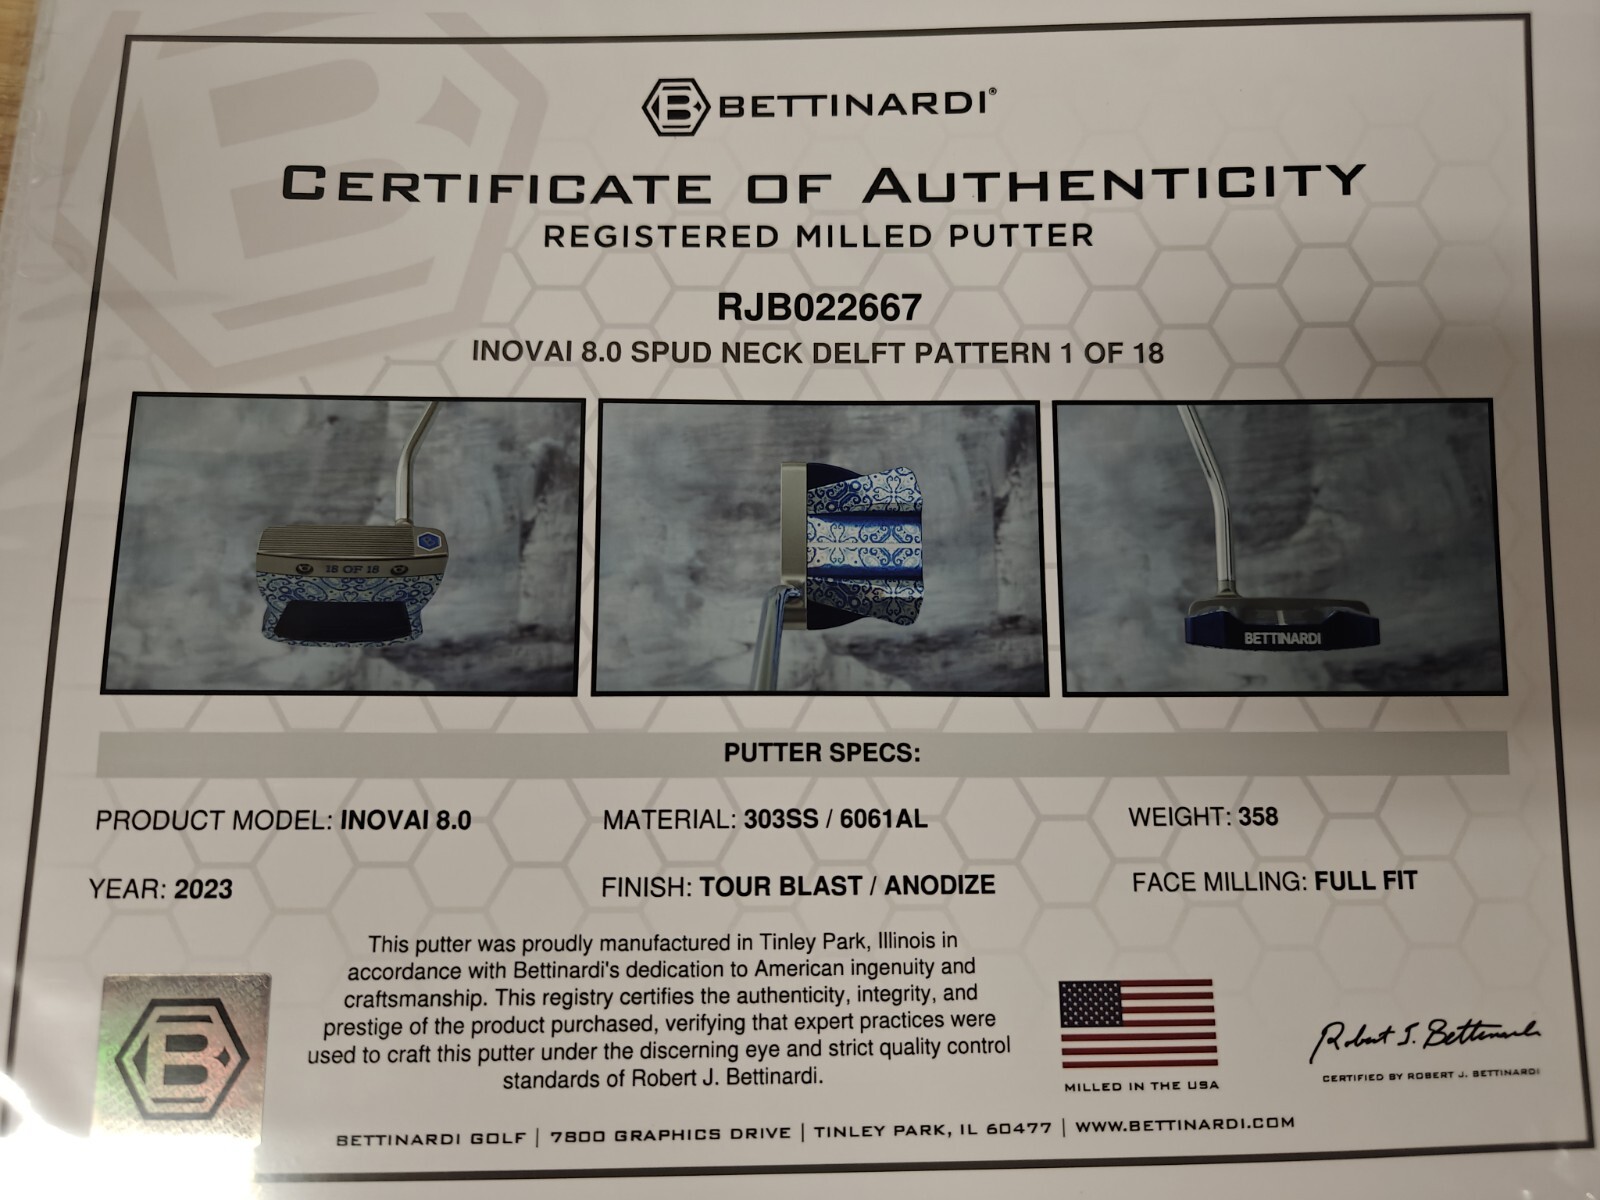 BETTINARDI®
CERTIFICATE OF AUTHENTICITY
REGISTERED MILLED PUTTER
RJB022667
INOVAI 8.0 SPUD NECK DELFT PATTERN 1 OF 18
18 OF 18
BETTINARDI
PUTTER SPECS:
PRODUCT MODEL: INOVAI 8.0
MATERIAL: 303SS / 6061AL
WEIGHT: 358
YEAR: 2023
FINISH: TOUR BLAST / ANODIZE
FACE MILLING: FULL FIT
This putter was proudly manufactured in Tinley Park, Illinois in
accordance with Bettinardi's dedication to American ingenuity and
craftsmanship. This registry certifies the authenticity, integrity, and
prestige of the product purchased, verifying that expert practices were
used to craft this putter under the discerning eye and strict quality control
standards of Robert J. Bettinardi.
B
MILLED IN THE USA
Robert J. Bettinardi
CERTIFIED BY ROBERT J. BETTINARDI
BETTINARDI GOLF | 7800 GRAPHICS DRIVE | TINLEY PARK, IL 60477 | WWW.BETTINARDI.COM